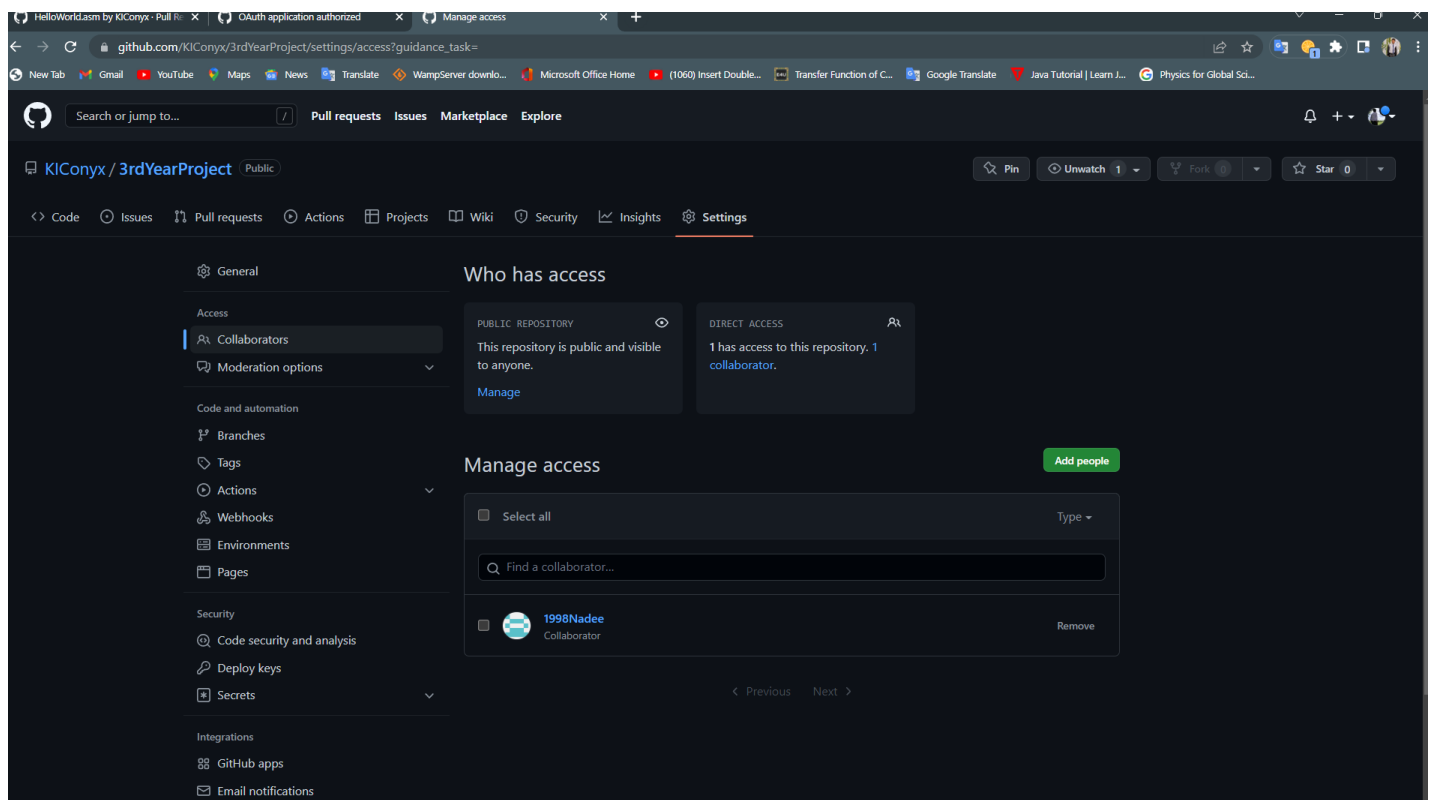 HelloWorld.asm by KIConyx · Pull Re
OAuth application authorized
Manage access
github.com/KIConyx/3rdYearProject/settings/access?guidance_task=
New Tab Gmail YouTube Maps News Translate WampServer downlo... Microsoft Office Home (1060) Insert Double... Transfer Function of C... Google Translate Java Tutorial | Learn J... Physics for Global Sci...
Search or jump to... / Pull requests Issues Marketplace Explore
KIConyx / 3rdYearProject Public
Pin Unwatch 1 Fork 0 Star 0
Code Issues Pull requests Actions Projects Wiki Security Insights Settings
General
Access
Collaborators
Moderation options
Code and automation
Branches
Tags
Actions
Webhooks
Environments
Pages
Security
Code security and analysis
Deploy keys
Secrets
Integrations
GitHub apps
Email notifications
Who has access
PUBLIC REPOSITORY
This repository is public and visible
to anyone.
Manage
DIRECT ACCESS
1 has access to this repository. 1
collaborator.
Manage access
Add people
Select all
Type
Find a collaborator...
1998Nadee
Collaborator
Remove
Previous Next